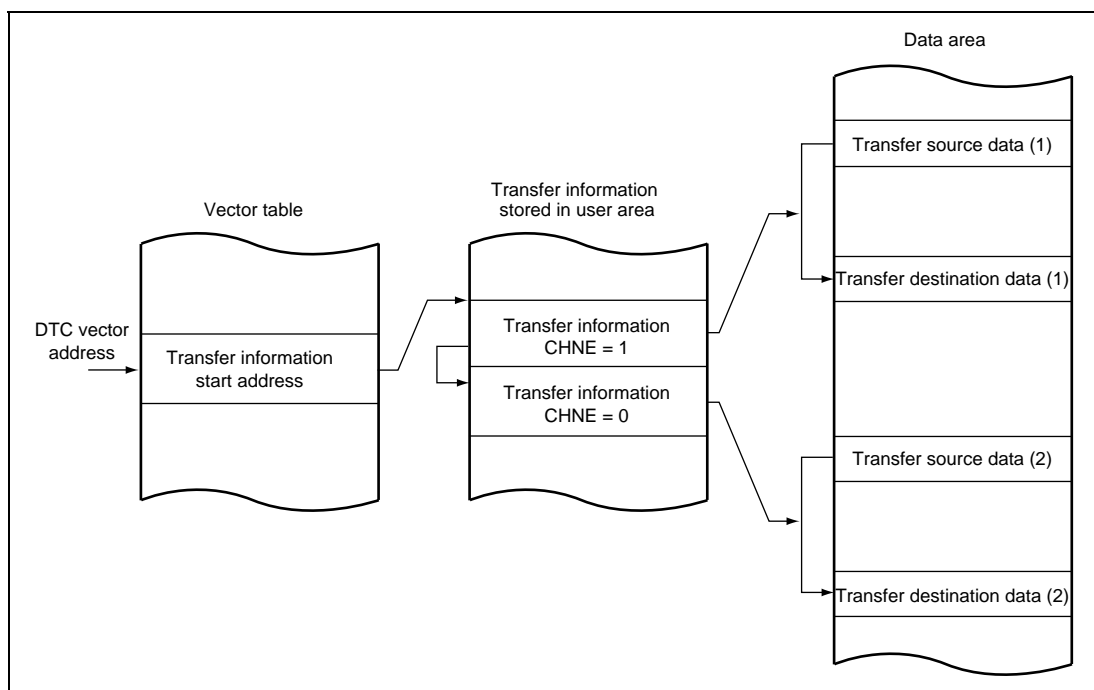 Data area
Transfer source data (1)
Transfer destination data (1)
Transfer source data (2)
Transfer destination data (2)
Transfer information
stored in user area
Transfer information
CHNE = 1
Transfer information
CHNE = 0
Vector table
DTC vector
address
Transfer information
start address